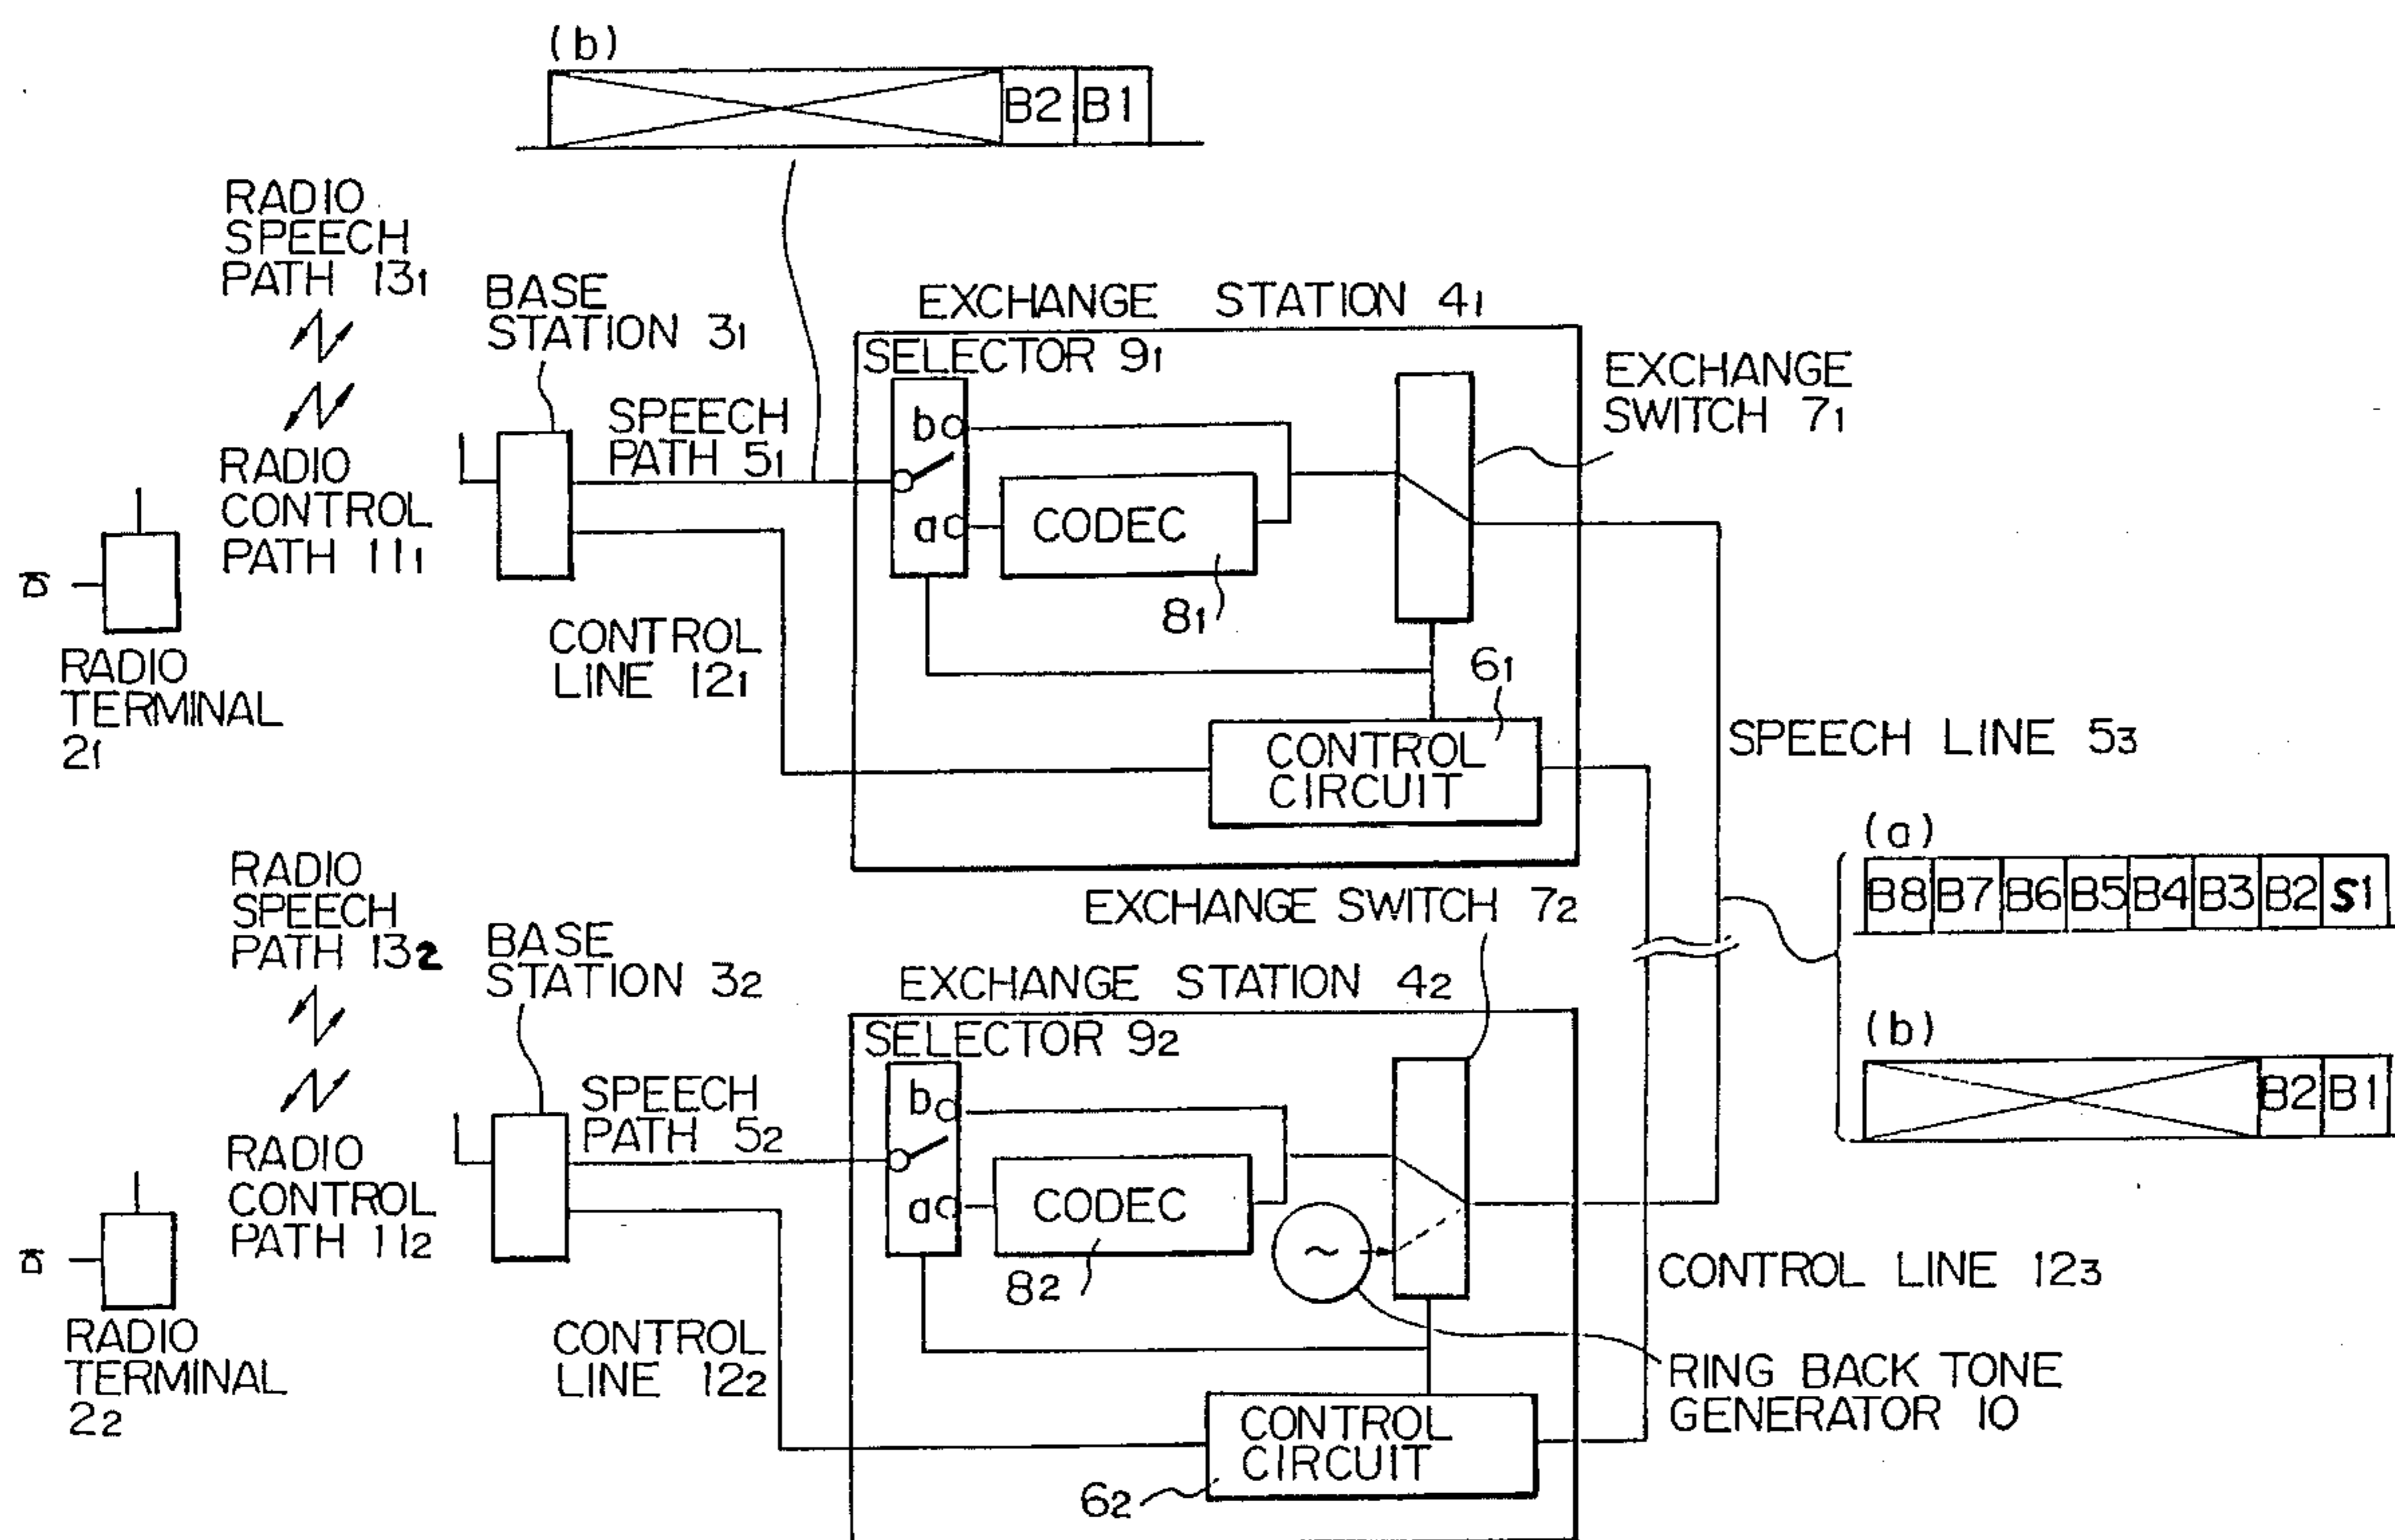 (b)
B2 B1
RADIO
SPEECH
PATH 13₁
BASE
STATION 3₁
EXCHANGE STATION 4₁
SELECTOR 9₁
EXCHANGE
SWITCH 7₁
SPEECH
PATH 5₁
b
a
CODEC
8₁
RADIO
CONTROL
PATH 11₁
CONTROL
LINE 12₁
RADIO
TERMINAL
2₁
6₁
CONTROL
CIRCUIT
SPEECH LINE 5₃
(a)
B8 B7 B6 B5 B4 B3 B2 S1
(b)
B2 B1
RADIO
SPEECH
PATH 13₂
BASE
STATION 3₂
EXCHANGE SWITCH 7₂
EXCHANGE STATION 4₂
SELECTOR 9₂
SPEECH
PATH 5₂
b
a
CODEC
8₂
~
RADIO
CONTROL
PATH 11₂
CONTROL
LINE 12₂
RADIO
TERMINAL
2₂
CONTROL LINE 12₃
RING BACK TONE
GENERATOR 10
CONTROL
CIRCUIT
6₂